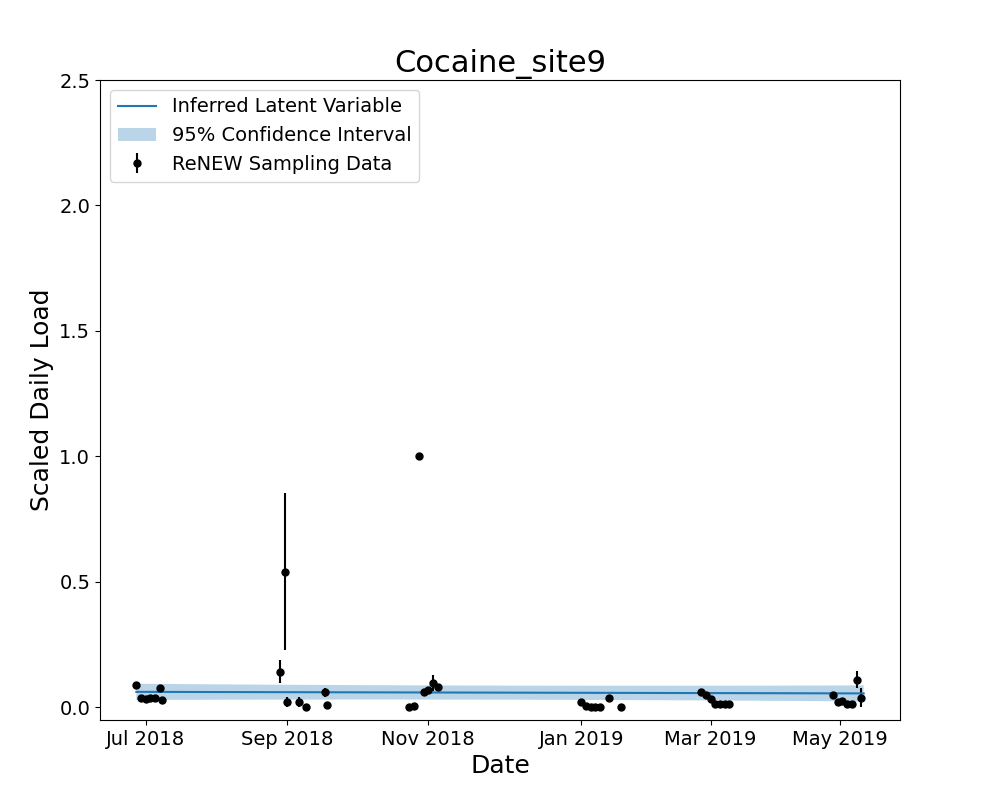 Cocaine_site9
Inferred Latent Variable
95% Confidence Interval
ReNEW Sampling Data
Scaled Daily Load
2.5
2.0
1.5
1.0
0.5
0.0
Jul 2018 Sep 2018 Nov 2018 Jan 2019 Mar 2019 May 2019
Date